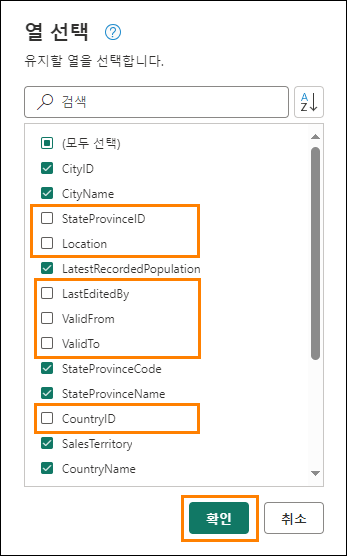 열 선택 ?
유지할 열을 선택합니다.
검색
A
Z
(모두 선택)
CityID
CityName
StateProvinceID
Location
LatestRecordedPopulation
LastEditedBy
ValidFrom
ValidTo
StateProvinceCode
StateProvinceName
CountryID
SalesTerritory
CountryName
확인 취소